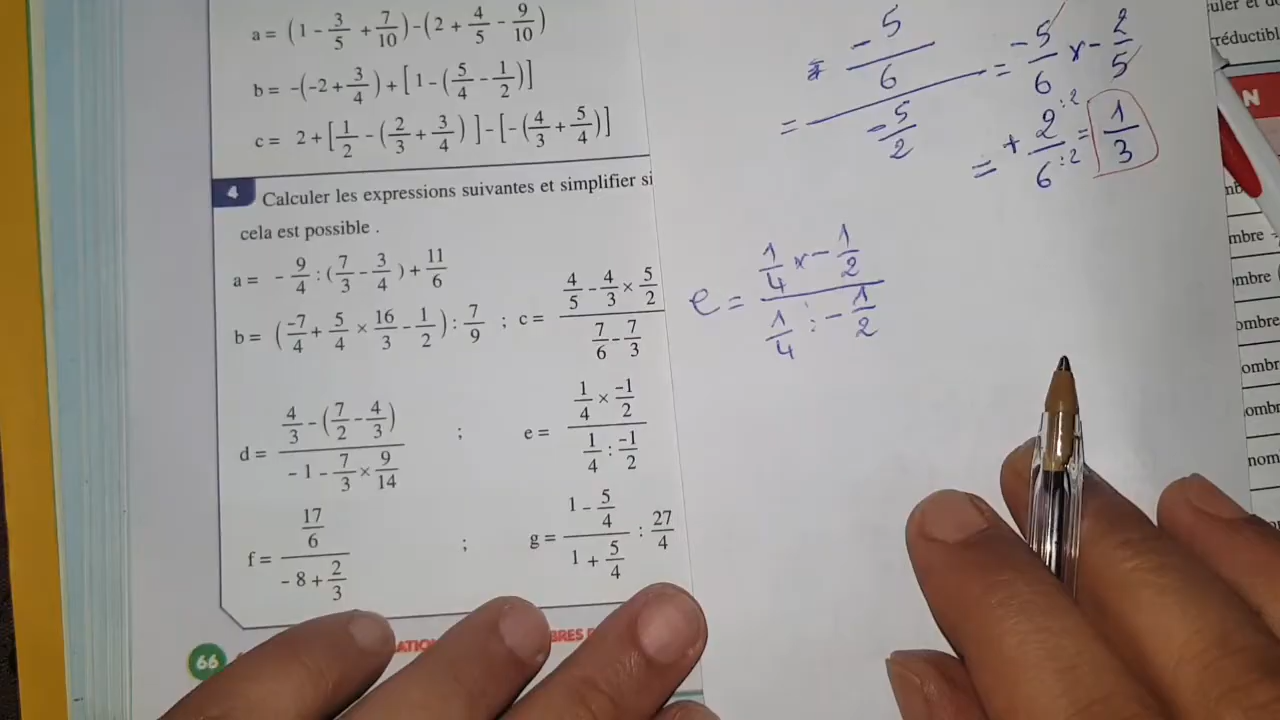 a = (1 - 3/5 + 7/10) - (2 + 4/5 - 9/10)
b = -(-2 + 3/4) + [1 - (5/4 - 1/2)]
c = 2 + [1/2 - (2/3 + 3/4)] - [-(4/3 + 5/4)]
4 Calculer les expressions suivantes et simplifier si
cela est possible .
a = - 9/4 : (7/3 - 3/4) + 11/6
b = (-7/4 + 5/4 × 16/3 - 1/2) : 7/9 ; c = (4/5 - 4/3 × 5/2)/(7/6 - 7/3)
d = (4/3 - (7/2 - 4/3))/(-1 - 7/3 × 9/14) ; e = (1/4 × -1/2)/(1/4 : -1/2)
f = (17/6)/(-8 + 2/3) ; g = (1 - 5/4)/(1 + 5/4) : 27/4
66
= (-5/6)/(-5/2) = -5/6 × -2/5
= + 2:2/6:2 = 1/3
e = (1/4 × -1/2)/(1/4 : -1/2)
N
mbre
ombre
ombre
ombr
ombr
nom